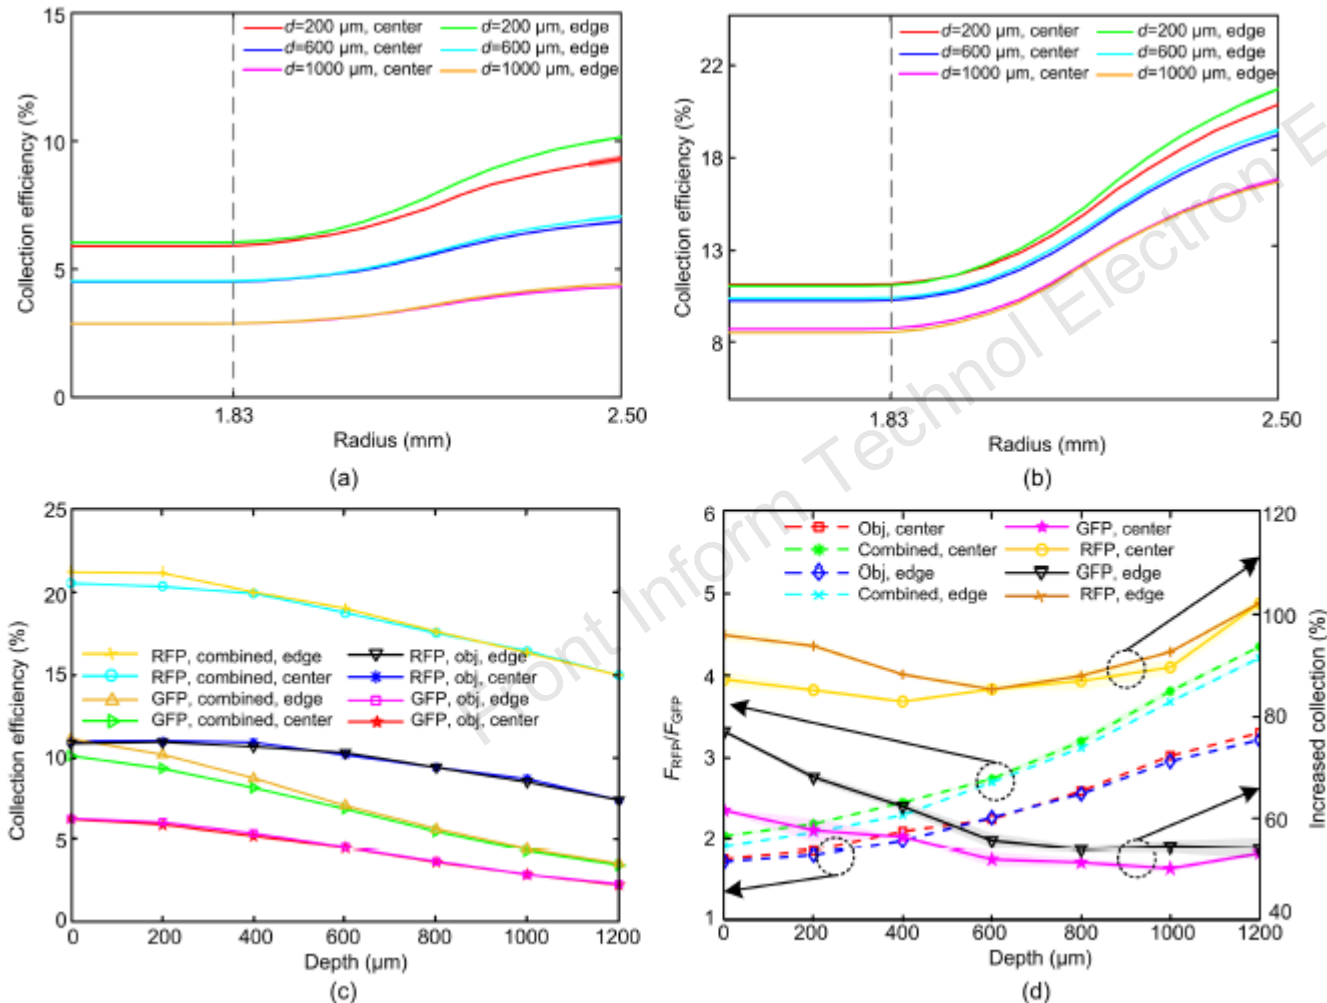 15
10
5
0
Collection efficiency (%)
d=200 μm, center
d=200 μm, edge
d=600 μm, center
d=600 μm, edge
d=1000 μm, center
d=1000 μm, edge
1.83
2.50
Radius (mm)
(a)
22
18
13
8
Collection efficiency (%)
d=200 μm, center
d=200 μm, edge
d=600 μm, center
d=600 μm, edge
d=1000 μm, center
d=1000 μm, edge
1.83
2.50
Radius (mm)
(b)
25
20
15
10
5
0
Collection efficiency (%)
RFP, combined, edge
RFP, obj, edge
RFP, combined, center
RFP, obj, center
GFP, combined, edge
GFP, obj, edge
GFP, combined, center
GFP, obj, center
0 200 400 600 800 1000 1200
Depth (μm)
(c)
6
5
4
3
2
1
FRFP/FGFP
Obj, center
GFP, center
Combined, center
RFP, center
Obj, edge
GFP, edge
Combined, edge
RFP, edge
120
100
80
60
40
Increased collection (%)
0 200 400 600 800 1000 1200
Depth (μm)
(d)
Front Inform Technol Electron E